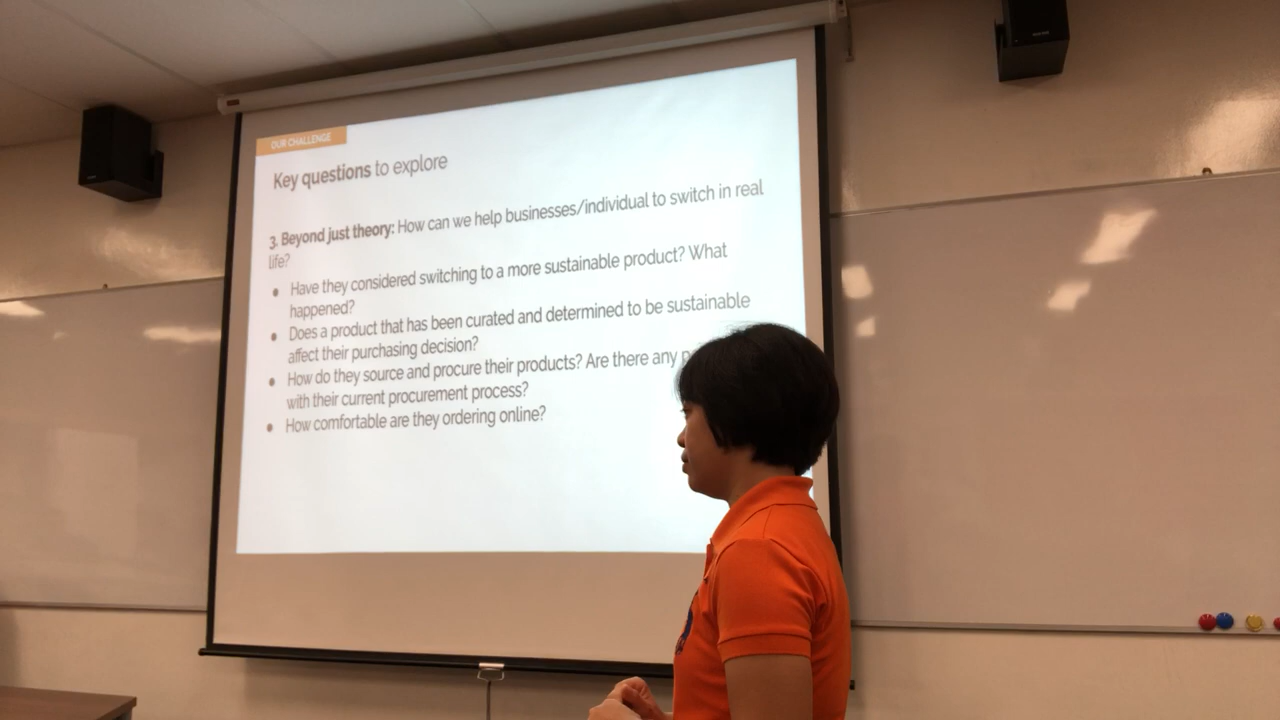 OUR CHALLENGE
Key questions to explore
3. Beyond just theory: How can we help businesses/individual to switch in real
life?
● Have they considered switching to a more sustainable product? What
happened?
● Does a product that has been curated and determined to be sustainable
affect their purchasing decision?
● How do they source and procure their products? Are there any
with their current procurement process?
● How comfortable are they ordering online?